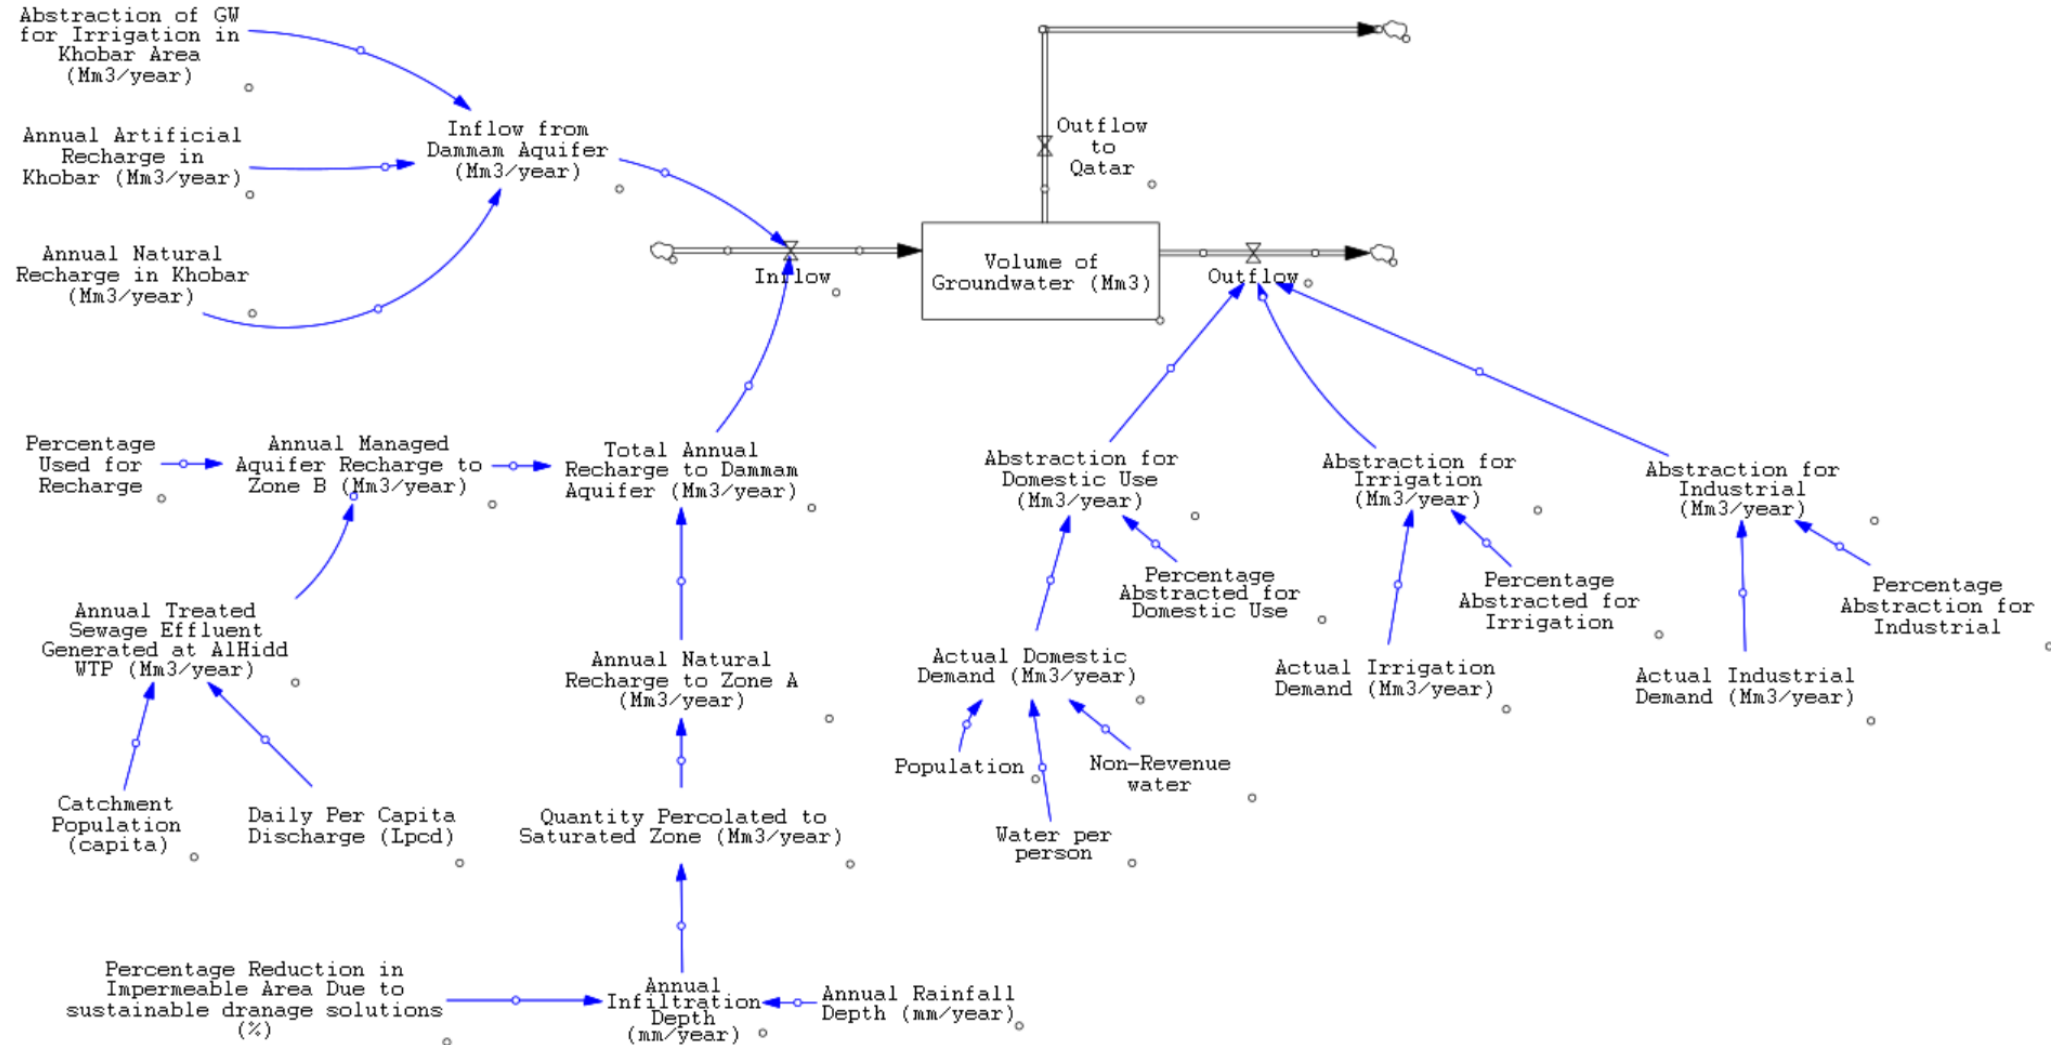 Abstraction of GW
for Irrigation in
Khobar Area
(Mm3/year)
Annual Artificial
Recharge in
Khobar (Mm3/year)
Annual Natural
Recharge in Khobar
(Mm3/year)
Inflow from
Dammam Aquifer
(Mm3/year)
Inflow
Outflow
to
Qatar
Volume of
Groundwater (Mm3)
Outflow
Percentage
Used for
Recharge
Annual Managed
Aquifer Recharge to
Zone B (Mm3/year)
Total Annual
Recharge to Dammam
Aquifer (Mm3/year)
Abstraction for
Domestic Use
(Mm3/year)
Abstraction for
Irrigation
(Mm3/year)
Abstraction for
Industrial
(Mm3/year)
Percentage
Abstracted for
Domestic Use
Percentage
Abstracted for
Irrigation
Percentage
Abstraction for
Industrial
Annual Treated
Sewage Effluent
Generated at AlHidd
WTP (Mm3/year)
Annual Natural
Recharge to Zone A
(Mm3/year)
Actual Domestic
Demand (Mm3/year)
Actual Irrigation
Demand (Mm3/year)
Actual Industrial
Demand (Mm3/year)
Population
Non-Revenue
water
Water per
person
Catchment
Population
(capita)
Daily Per Capita
Discharge (Lpcd)
Quantity Percolated to
Saturated Zone (Mm3/year)
Percentage Reduction in
Impermeable Area Due to
sustainable dranage solutions
(%)
Annual
Infiltration
Depth
(mm/year)
Annual Rainfall
Depth (mm/year)